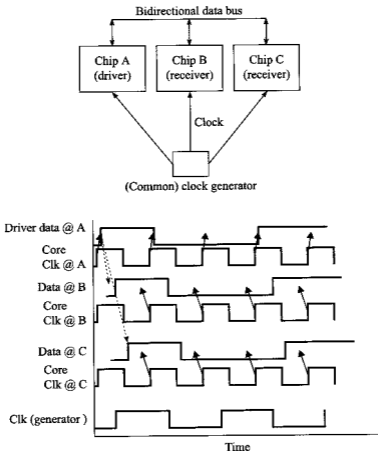 Bidirectional data bus
Chip A
(driver)
Chip B
(receiver)
Chip C
(receiver)
Clock
(Common) clock generator
Driver data @ A
Core
Clk @ A
Data @ B
Core
Clk @ B
Data @ C
Core
Clk @ C
Clk (generator )
Time